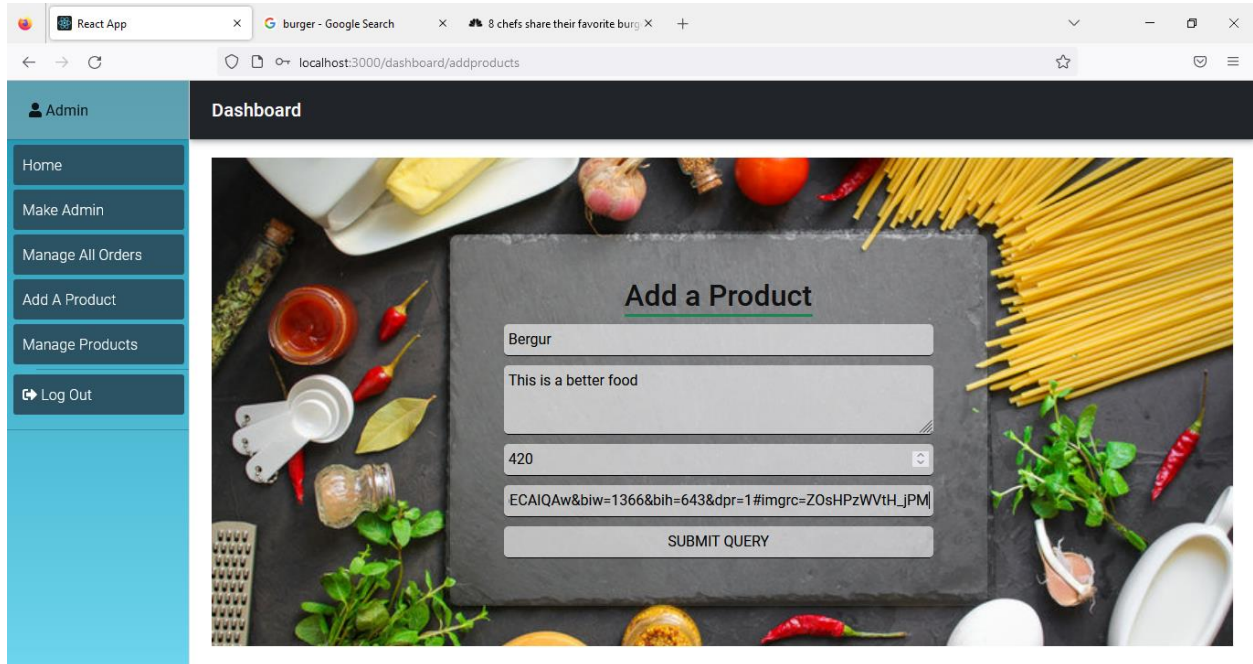 React App
burger - Google Search
8 chefs share their favorite burg
localhost:3000/dashboard/addproducts
Admin
Dashboard
Home
Make Admin
Manage All Orders
Add A Product
Manage Products
Log Out
Add a Product
Bergur
This is a better food
420
ECAIQAw&biw=1366&bih=643&dpr=1#imgrc=ZOsHPzWVtH_jPM
SUBMIT QUERY